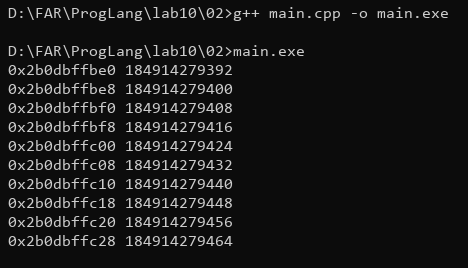 D:\FAR\ProgLang\lab10\02>g++ main.cpp -o main.exe
D:\FAR\ProgLang\lab10\02>main.exe
0x2b0dbffbe0 184914279392
0x2b0dbffbe8 184914279400
0x2b0dbffbf0 184914279408
0x2b0dbffbf8 184914279416
0x2b0dbffc00 184914279424
0x2b0dbffc08 184914279432
0x2b0dbffc10 184914279440
0x2b0dbffc18 184914279448
0x2b0dbffc20 184914279456
0x2b0dbffc28 184914279464